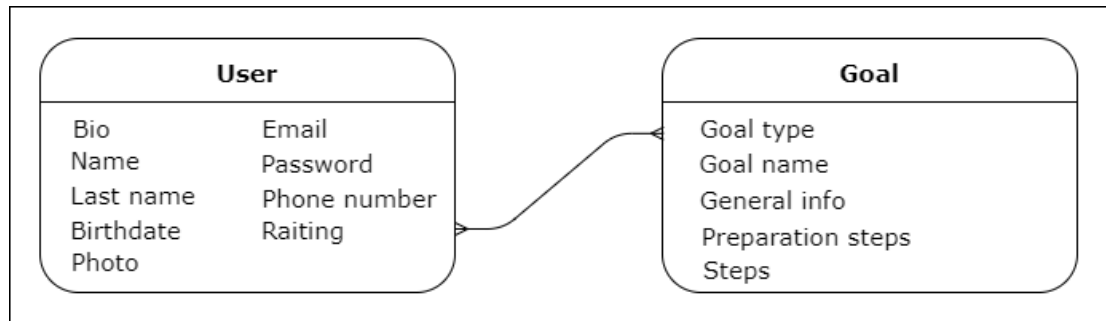 User
Bio
Name
Last name
Birthdate
Photo
Email
Password
Phone number
Raiting
Goal
Goal type
Goal name
General info
Preparation steps
Steps